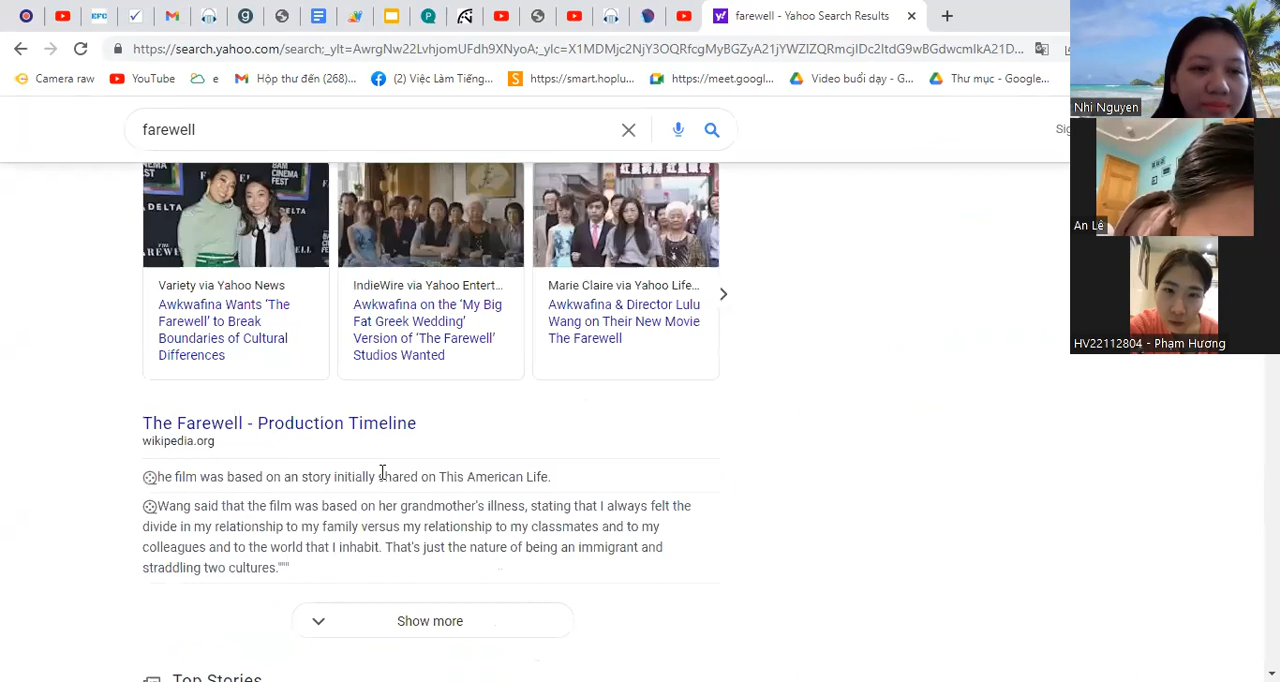 EFC
farewell - Yahoo Search Results
https://search.yahoo.com/search;_ylt=AwrgNw22LvhjomUFdh9XNyoA;_ylc=X1MDMjc2NjY3OQRfcgMyBGZyA21jYWZlZQRmcjIDc2ItdG9wBGdwcmlkA21D...
Camera raw
YouTube
e
Hộp thư đến (268)...
(2) Việc Làm Tiếng...
https://smart.hoplu...
https://meet.googl...
Video buổi dạy - G...
Thư mục - Google...
farewell
Nhi Nguyen
An Lê
HV22112804 - Phạm Hương
DELTA
BAM
CINEMA
FEST
Variety via Yahoo News
Awkwafina Wants 'The
Farewell' to Break
Boundaries of Cultural
Differences
IndieWire via Yahoo Entert...
Awkwafina on the 'My Big
Fat Greek Wedding'
Version of 'The Farewell'
Studios Wanted
Marie Claire via Yahoo Life...
Awkwafina & Director Lulu
Wang on Their New Movie
The Farewell
The Farewell - Production Timeline
wikipedia.org
he film was based on an story initially shared on This American Life.
Wang said that the film was based on her grandmother's illness, stating that I always felt the
divide in my relationship to my family versus my relationship to my classmates and to my
colleagues and to the world that I inhabit. That's just the nature of being an immigrant and
straddling two cultures."""
Show more
Top Stories